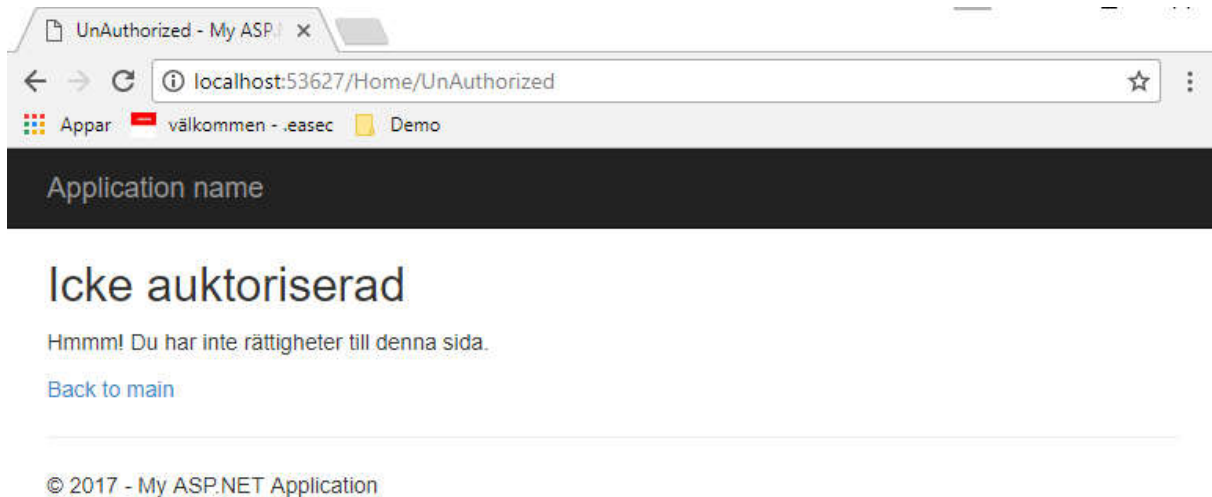 UnAuthorized - My ASP.
localhost:53627/Home/UnAuthorized
Appar välkommen - .easec Demo
Application name
Icke auktoriserad
Hmmm! Du har inte rättigheter till denna sida.
Back to main
© 2017 - My ASP.NET Application